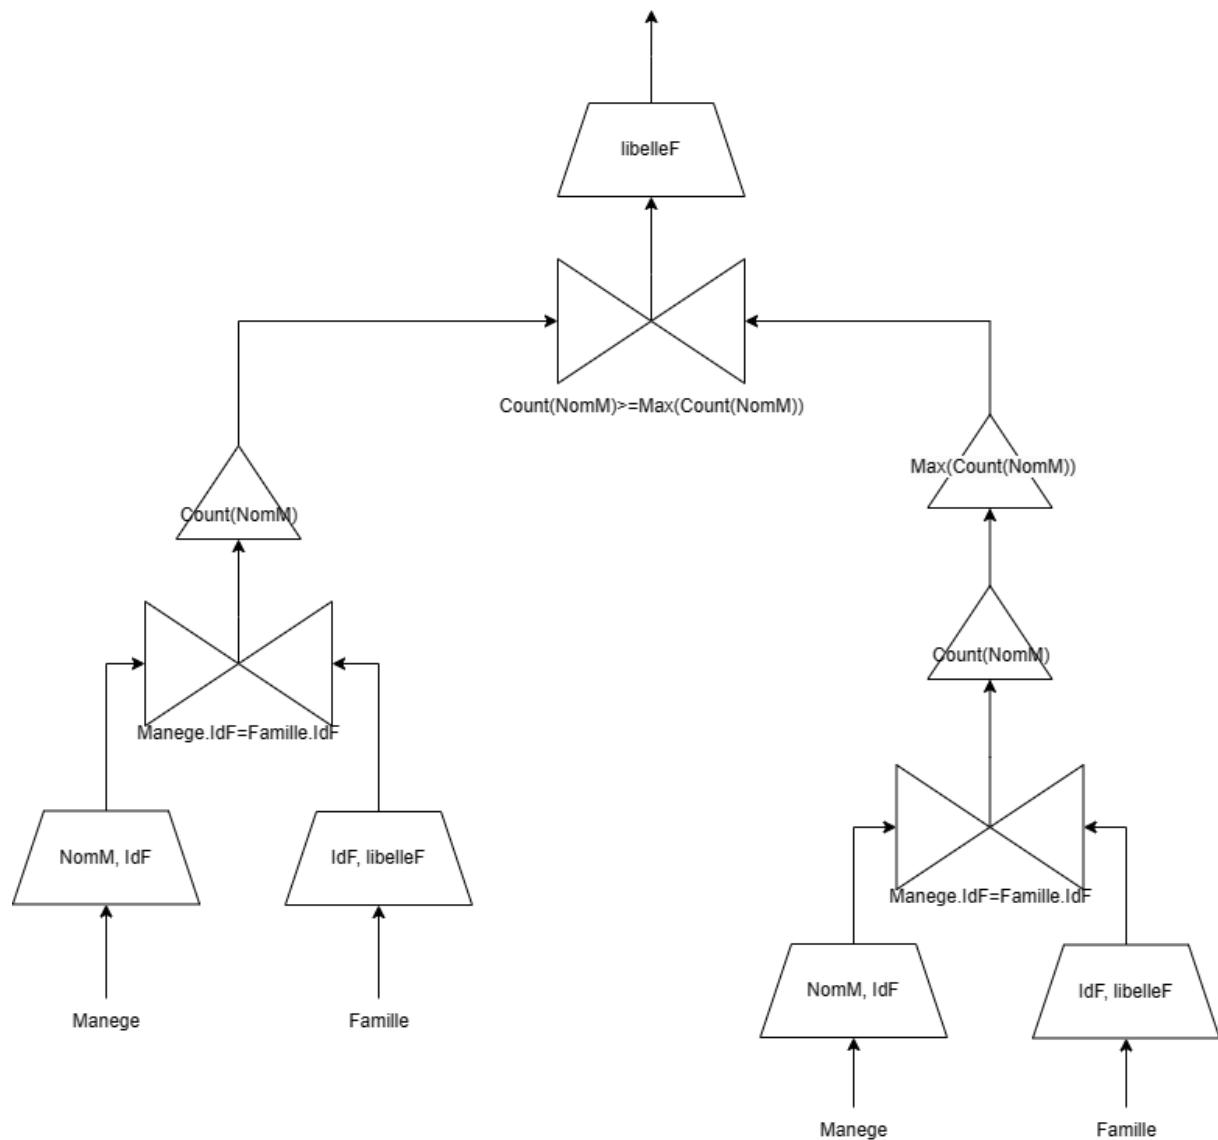 libelleF
Count(NomM)>=Max(Count(NomM))
Max(Count(NomM))
Count(NomM)
Count(NomM)
Manege.IdF=Famille.IdF
NomM, IdF
IdF, libelleF
Manege.IdF=Famille.IdF
NomM, IdF
IdF, libelleF
Manege
Famille
Manege
Famille